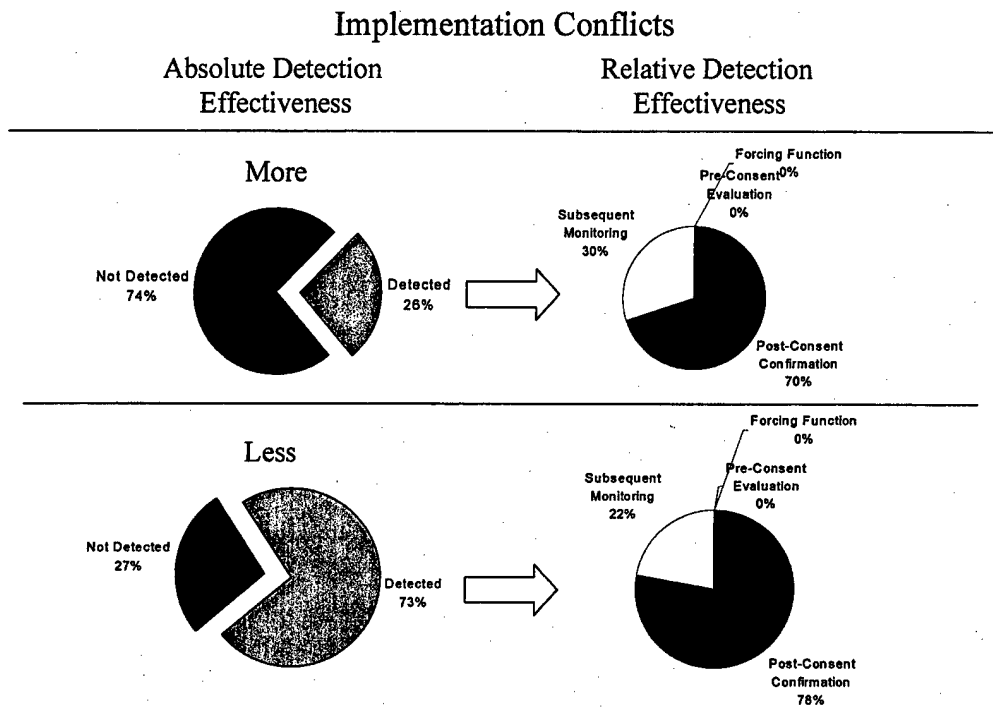 Implementation Conflicts
Absolute Detection
Effectiveness
Relative Detection
Effectiveness
More
Not Detected
74%
Detected
26%
Forcing Function
0%
Pre-Consent
Evaluation
0%
Subsequent
Monitoring
30%
Post-Consent
Confirmation
70%
Less
Not Detected
27%
Detected
73%
Forcing Function
0%
Pre-Consent
Evaluation
0%
Subsequent
Monitoring
22%
Post-Consent
Confirmation
78%